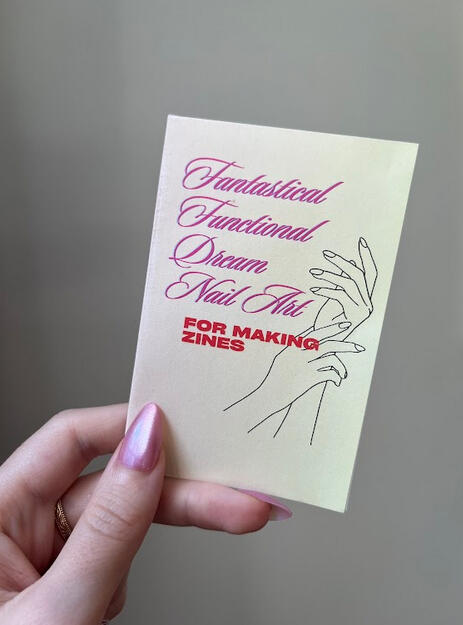 Fantastical
Functional
Dream
Nail Art
FOR MAKING
ZINES